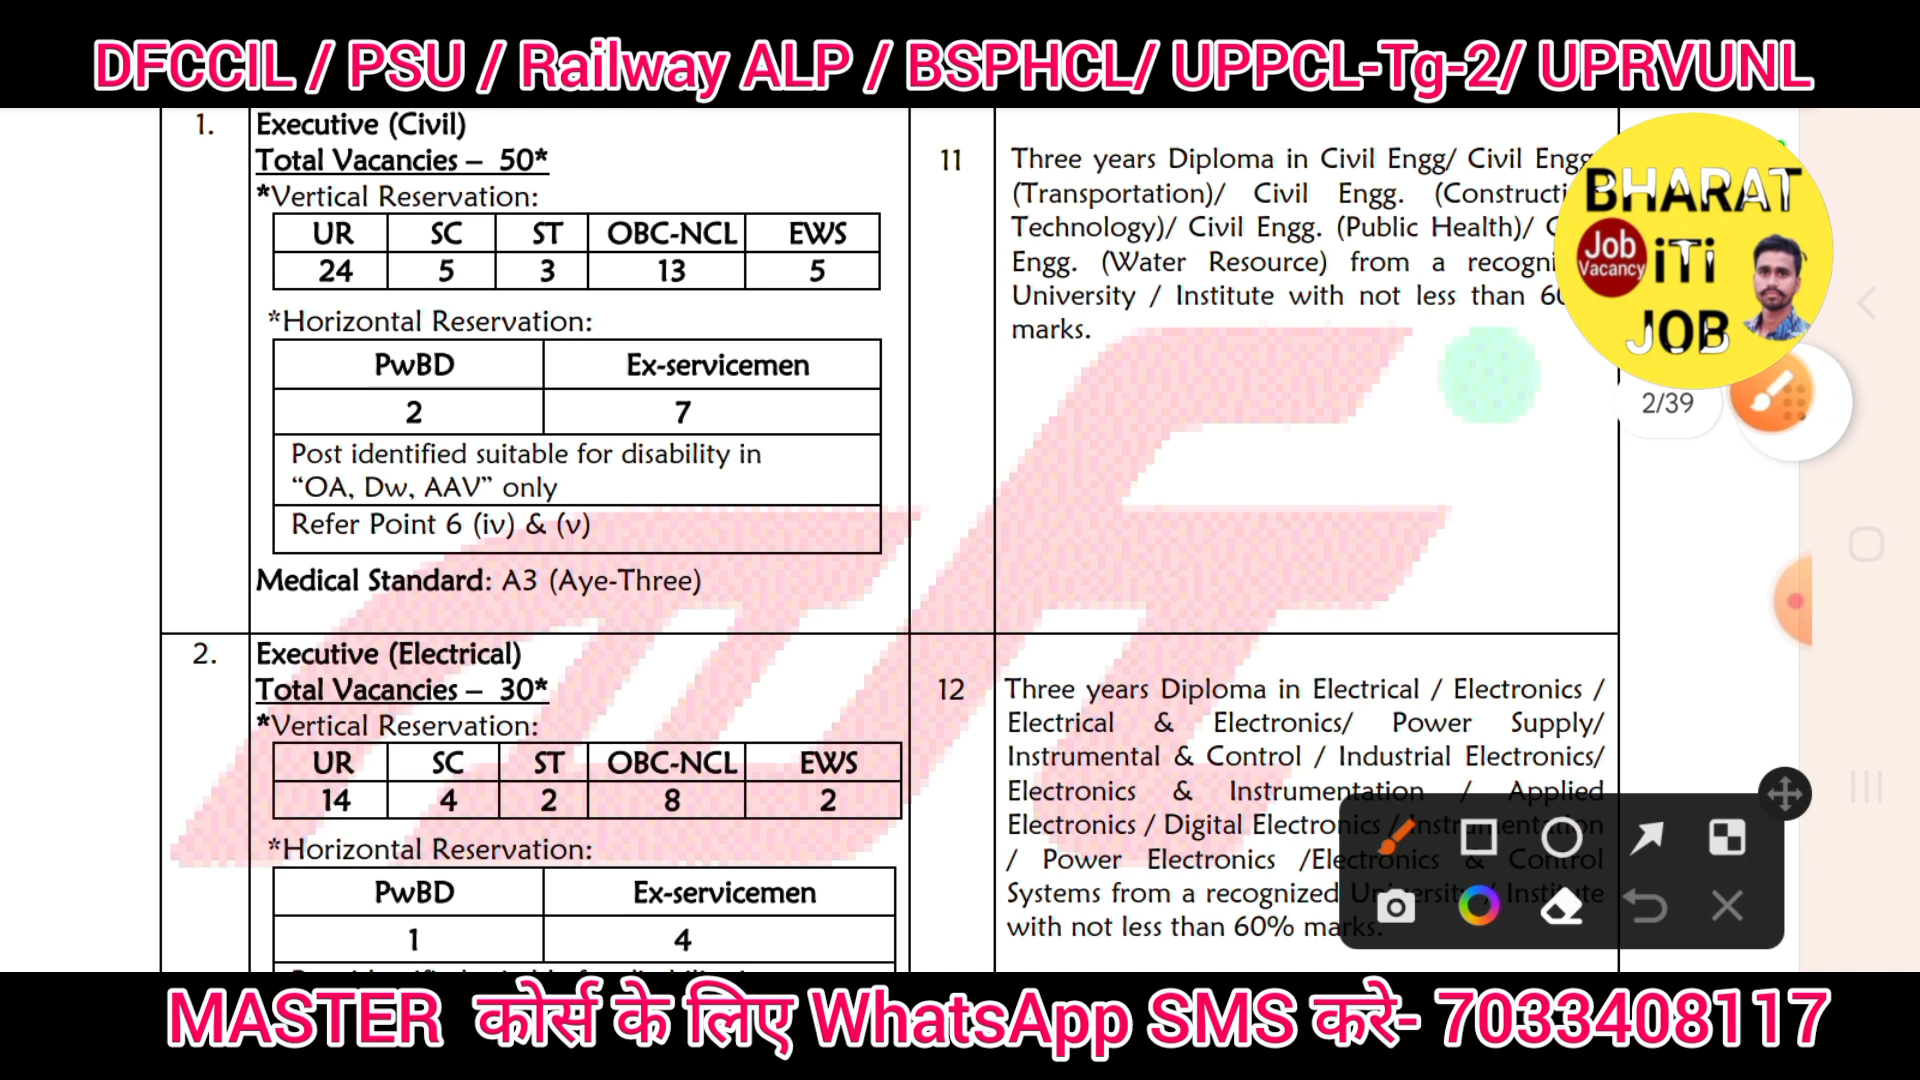 DFCCIL / PSU / Railway ALP / BSPHCL/ UPPCL-Tg-2/ UPRVUNL
1.
Executive (Civil)
Total Vacancies – 50*
*Vertical Reservation:
UR SC ST OBC-NCL EWS
24 5 3 13 5
*Horizontal Reservation:
PwBD Ex-servicemen
2 7
Post identified suitable for disability in
“OA, Dw, AAV” only
Refer Point 6 (iv) & (v)
Medical Standard: A3 (Aye-Three)
11
Three years Diploma in Civil Engg/ Civil Engg
(Transportation)/ Civil Engg.
Technology)/ Civil Engg. (Public Health)/
Engg. (Water Resource) from a
University / Institute with not less than
marks.
BHARAT
Job
Vacancy
iTi
JOB
2/39
2.
Executive (Electrical)
Total Vacancies – 30*
*Vertical Reservation:
UR SC ST OBC-NCL EWS
14 4 2 8 2
*Horizontal Reservation:
PwBD Ex-servicemen
1 4
12
Three years Diploma in Electrical / Electronics /
Electrical & Electronics/ Power Supply/
Instrumental & Control / Industrial Electronics/
Electronics & Instrumentation / Applied
Electronics / Digital Electronics / Instrumentation
/ Power Electronics /Electronics & Control
Systems from a recognized University / Institute
with not less than 60% marks.
MASTER कोर्स के लिए WhatsApp SMS करे- 7033408117